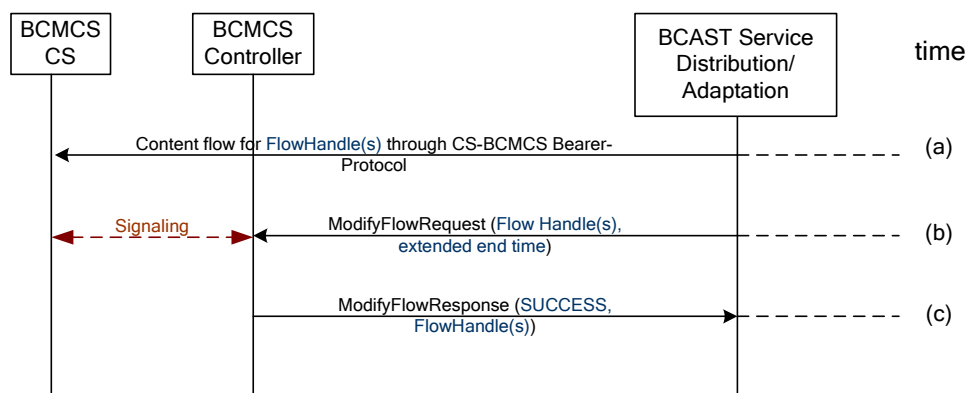 BCMCS
CS
BCMCS
Controller
BCAST Service
Distribution/
Adaptation
time
Content flow for FlowHandle(s) through CS-BCMCS Bearer-
Protocol
(a)
Signaling
ModifyFlowRequest (Flow Handle(s),
extended end time)
(b)
ModifyFlowResponse (SUCCESS,
FlowHandle(s))
(c)